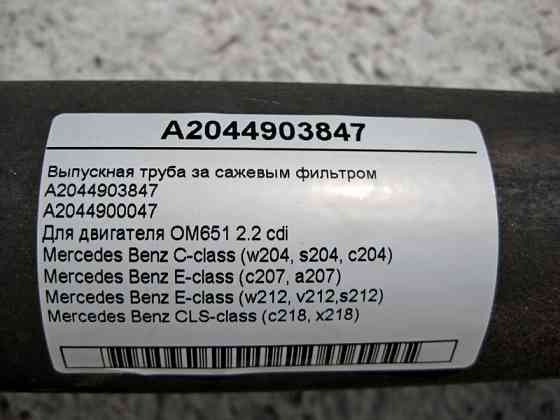 A2044903847
Выпускная труба за сажевым фильтром
A2044903847
A2044900047
Для двигателя OM651 2.2 cdi
Mercedes Benz C-class (w204, s204, c204)
Mercedes Benz E-class (c207, a207)
Mercedes Benz E-class (w212, v212,s212)
Mercedes Benz CLS-class (c218, x218)